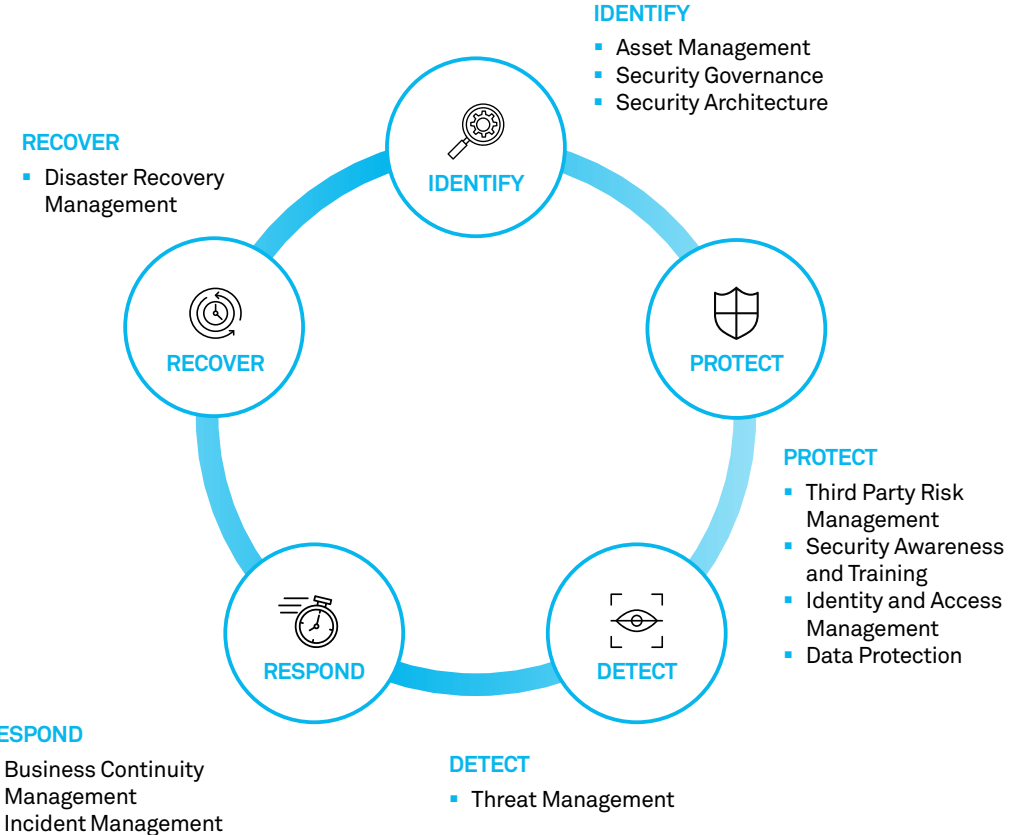 IDENTIFY
▪ Asset Management
▪ Security Governance
▪ Security Architecture
RECOVER
▪ Disaster Recovery
Management
IDENTIFY
RECOVER
PROTECT
PROTECT
▪ Third Party Risk
Management
▪ Security Awareness
and Training
▪ Identity and Access
Management
▪ Data Protection
RESPOND
DETECT
ESPOND
Business Continuity
Management
Incident Management
DETECT
▪ Threat Management